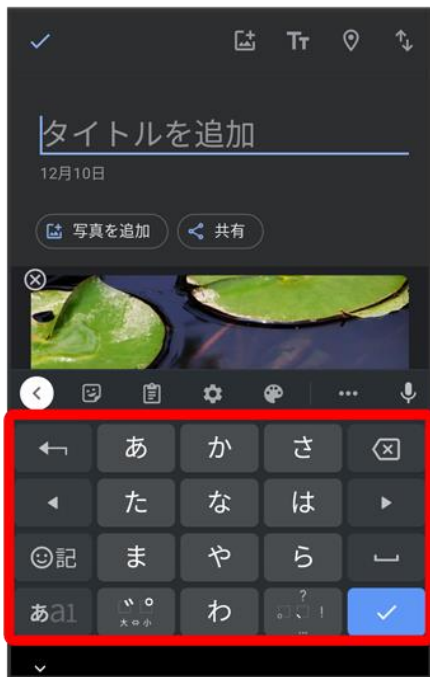 Tт
タイトルを追加
12月10日
写真を追加 共有
あ か さ
た な は
記 ま や ら
あa1 ゛゜ 大⇔小 わ 。、?!…